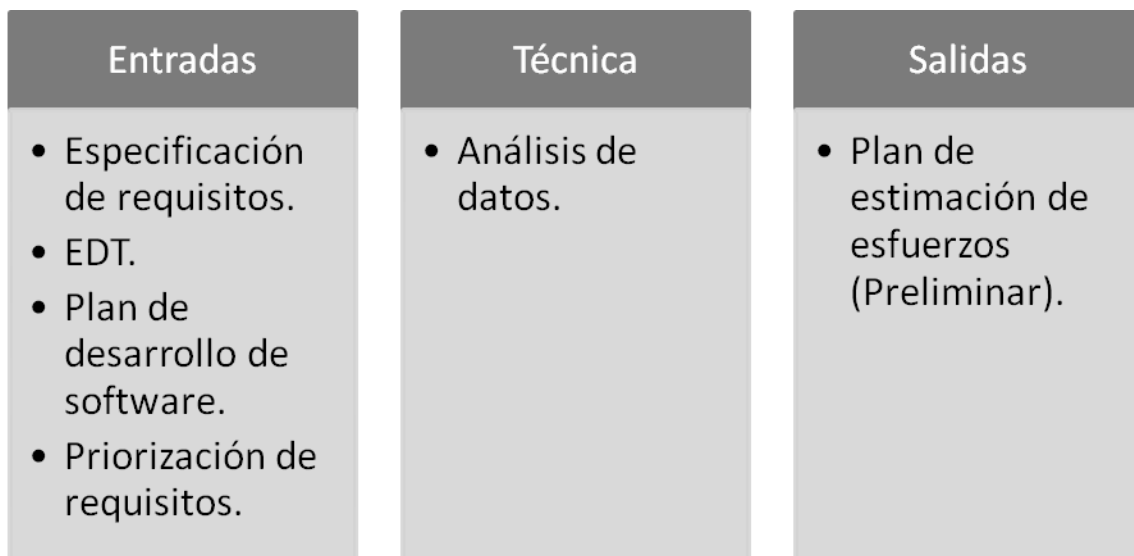 Entradas
• Especificación
de requisitos.
• EDT.
• Plan de
desarrollo de
software.
• Priorización de
requisitos.
Técnica
• Análisis de
datos.
Salidas
• Plan de
estimación de
esfuerzos
(Preliminar).